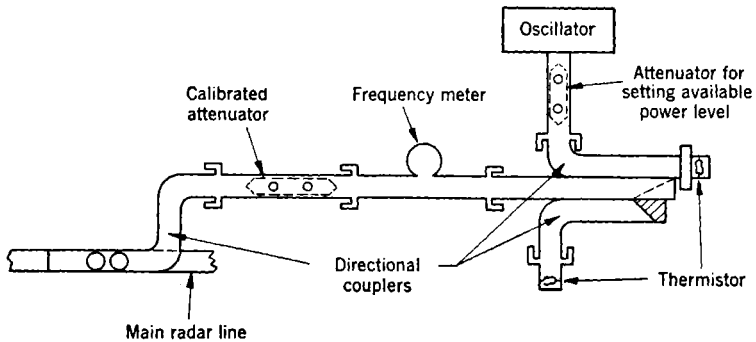 Oscillator
Attenuator for
setting available
power level
Calibrated
attenuator
Frequency meter
Directional
couplers
Thermistor
Main radar line